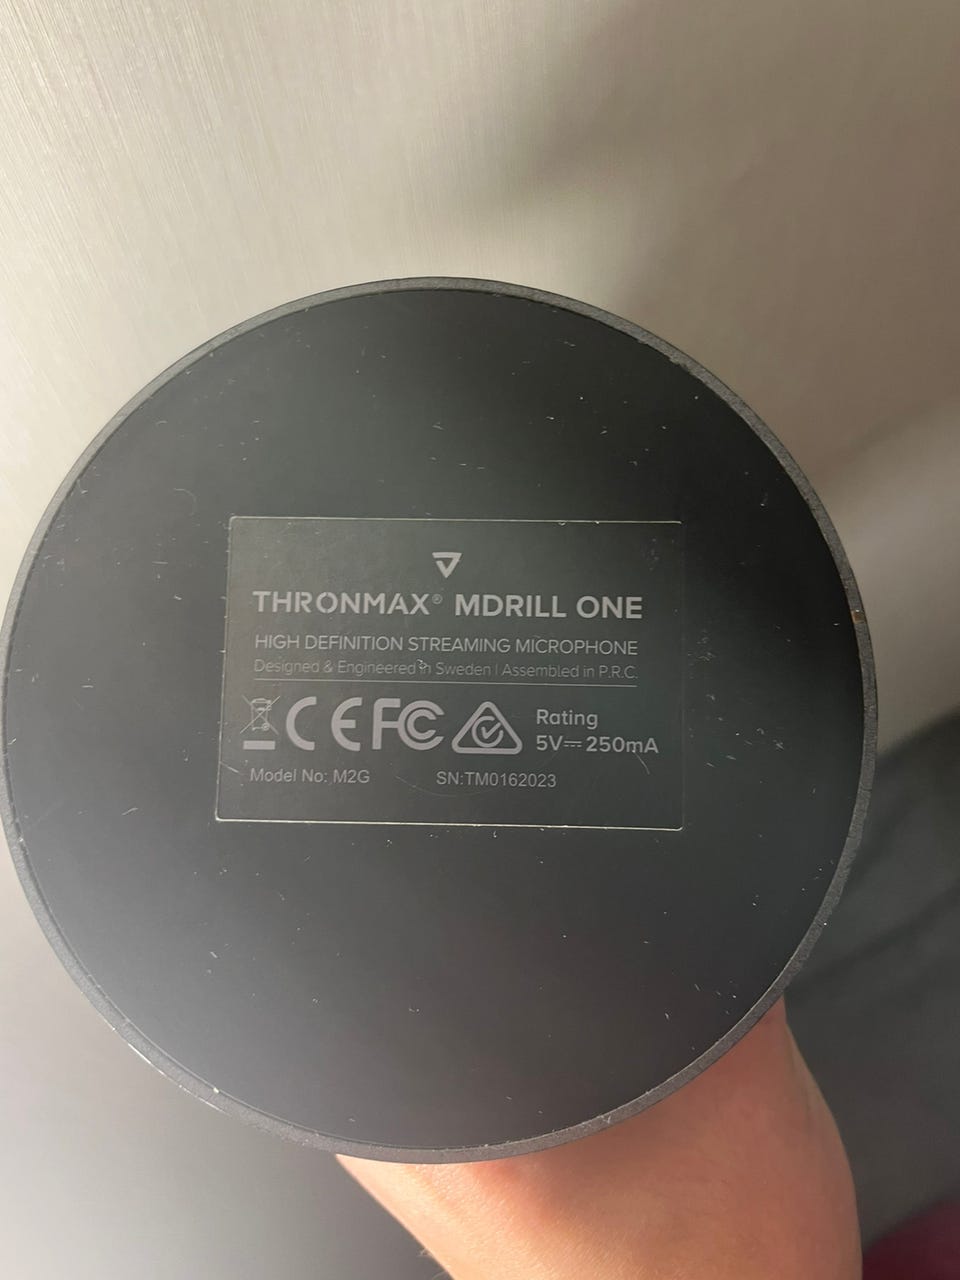 THRONMAX® MDRILL ONE
HIGH DEFINITION STREAMING MICROPHONE
Designed & Engineered in Sweden | Assembled in P.R.C.
CE FC Rating
5V⎓250mA
Model No: M2G SN:TM0162023